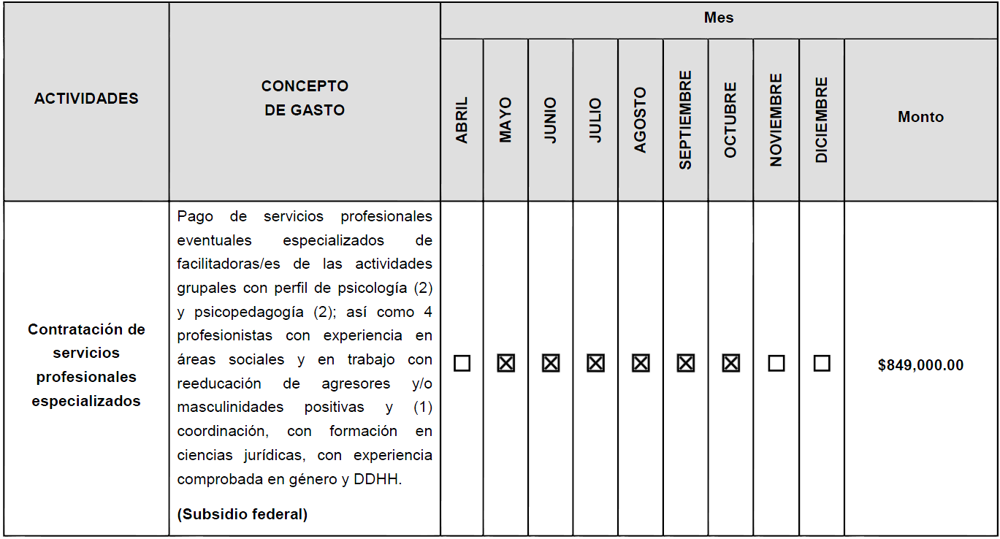 ACTIVIDADES
CONCEPTO
DE GASTO
Mes
ABRIL
MAYO
JUNIO
JULIO
AGOSTO
SEPTIEMBRE
OCTUBRE
NOVIEMBRE
DICIEMBRE
Monto
Contratación de
servicios
profesionales
especializados
Pago de servicios profesionales
eventuales especializados de
facilitadoras/es de las actividades
grupales con perfil de psicología (2)
y psicopedagogía (2); así como 4
profesionistas con experiencia en
áreas sociales y en trabajo con
reeducación de agresores y/o
masculinidades positivas y (1)
coordinación, con formación en
ciencias jurídicas, con experiencia
comprobada en género y DDHH.
(Subsidio federal)
☐ ☒ ☒ ☒ ☒ ☒ ☒ ☐ ☐
$849,000.00